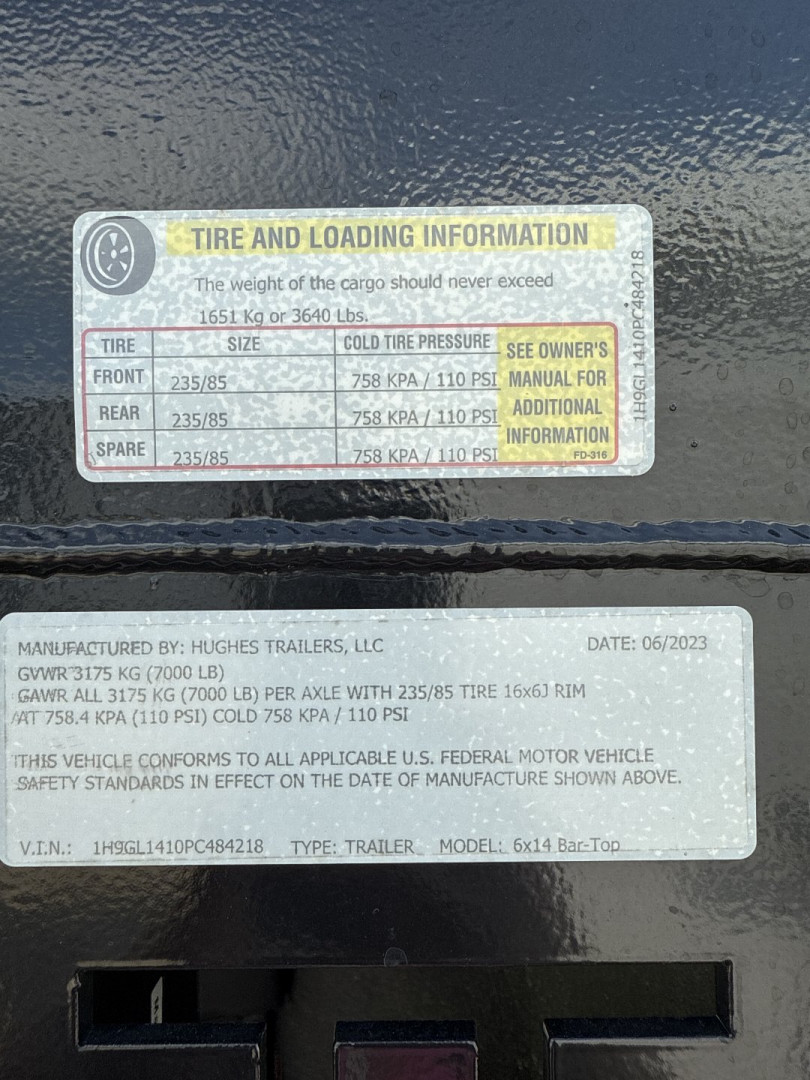 TIRE AND LOADING INFORMATION
The weight of the cargo should never exceed
1651 Kg or 3640 Lbs.
TIRE SIZE COLD TIRE PRESSURE
FRONT 235/85 758 KPA / 110 PSI
REAR 235/85 758 KPA / 110 PSI
SPARE 235/85 758 KPA / 110 PSI
SEE OWNER'S
MANUAL FOR
ADDITIONAL
INFORMATION
FD-316
1H9GL1410PC484218
MANUFACTURED BY: HUGHES TRAILERS, LLC DATE: 06/2023
GVWR 3175 KG (7000 LB)
GAWR ALL 3175 KG (7000 LB) PER AXLE WITH 235/85 TIRE 16x6J RIM
AT 758.4 KPA (110 PSI) COLD 758 KPA / 110 PSI
THIS VEHICLE CONFORMS TO ALL APPLICABLE U.S. FEDERAL MOTOR VEHICLE
SAFETY STANDARDS IN EFFECT ON THE DATE OF MANUFACTURE SHOWN ABOVE.
V.I.N.: 1H9GL1410PC484218 TYPE: TRAILER MODEL: 6x14 Bar-Top